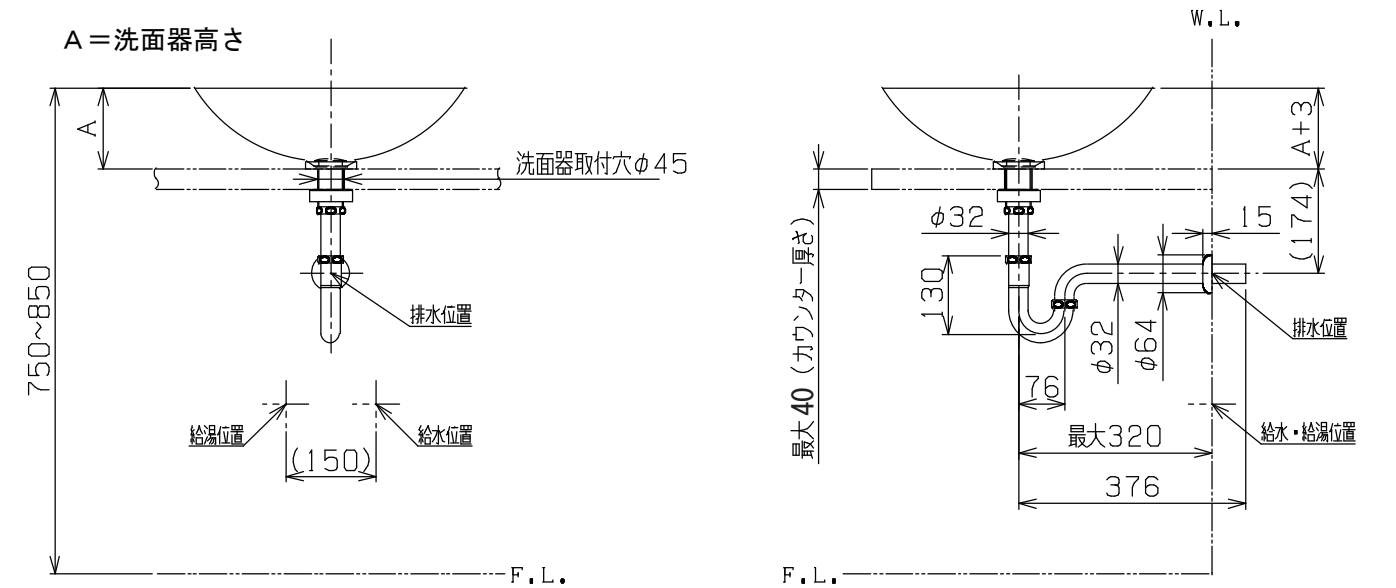 W.L.
A=洗面器高さ
A
A+3
洗面器取付穴φ45
φ32
15
(174)
750~850
130
最大40(カウンター厚さ)
排水位置
φ32
φ64
排水位置
76
給湯位置
給水位置
最大320
給水・給湯位置
(150)
376
F.L.
F.L.